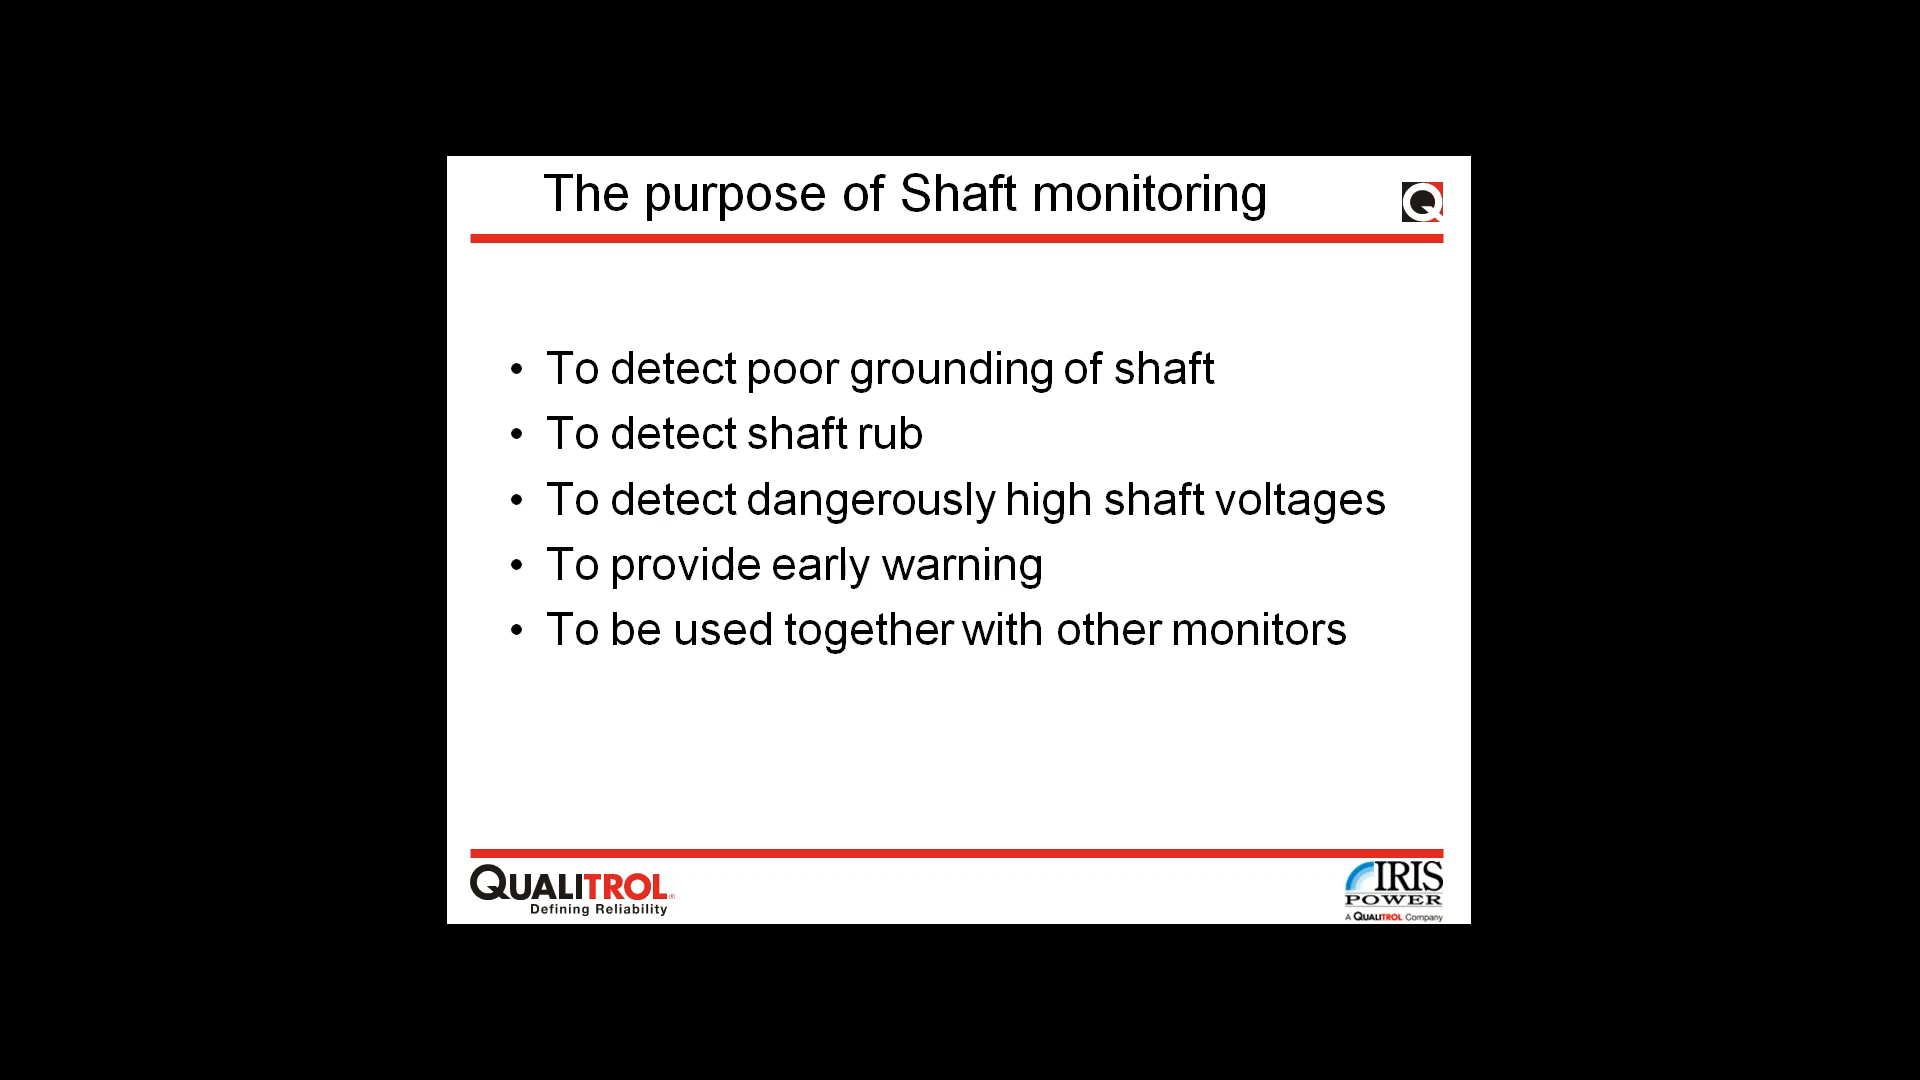 The purpose of Shaft monitoring
Q
• To detect poor grounding of shaft
• To detect shaft rub
• To detect dangerously high shaft voltages
• To provide early warning
• To be used together with other monitors
QUALITROL®
Defining Reliability
IRIS
POWER
A QUALITROL Company